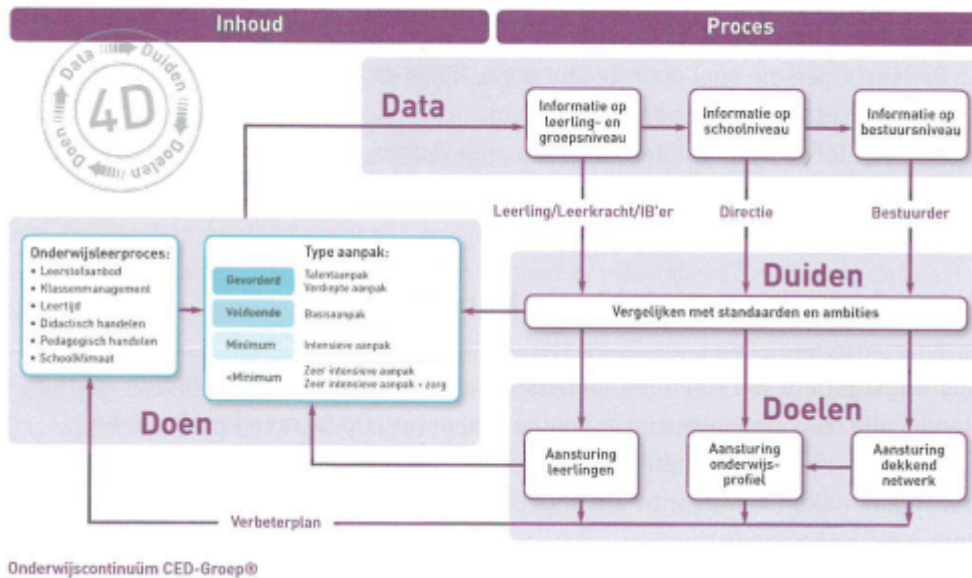 Inhoud
Proces
Data
Duiden
Doelen
Doen
4D
Data
Informatie op
leerling- en
groepsniveau
Informatie op
schoolniveau
Informatie op
bestuursniveau
Leerling/Leerkracht/IB'er
Directie
Bestuurder
Onderwijsleerproces:
▪ Leerstofaanbod
▪ Klassenmanagement
▪ Leertijd
▪ Didactisch handelen
▪ Pedagogisch handelen
▪ Schoolklimaat
Type aanpak:
Gevorderd
Talentaanpak
Verdiepte aanpak
Voldoende
Basisaanpak
Minimum
Intensieve aanpak
<Minimum
Zeer intensieve aanpak
Zeer intensieve aanpak + zorg
Doen
Duiden
Vergelijken met standaarden en ambities
Doelen
Aansturing
leerlingen
Aansturing
onderwijs-
profiel
Aansturing
dekkend
netwerk
Verbeterplan
Onderwijscontinuüm CED-Groep®